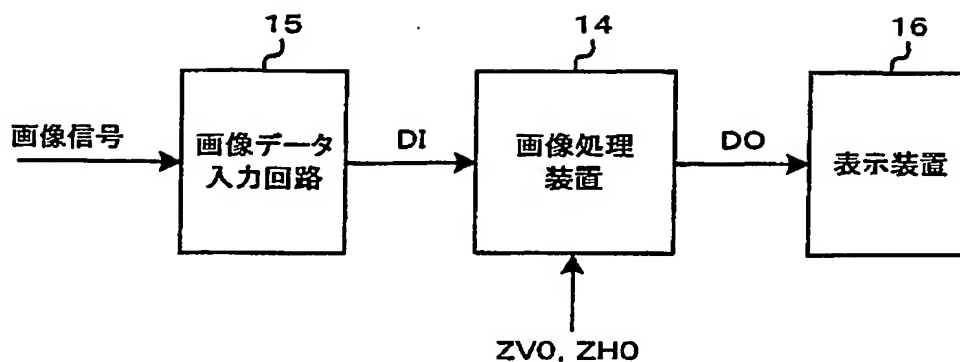 15
14
16
画像信号
画像データ
入力回路
DI
画像処理
装置
DO
表示装置
ZV0, ZH0